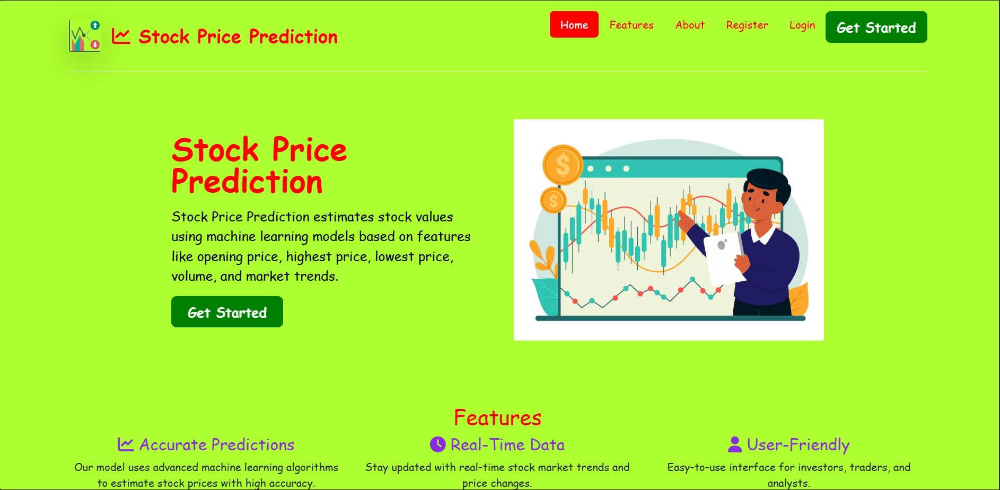 Stock Price Prediction
Home Features About Register Login Get Started
Stock Price
Prediction
Stock Price Prediction estimates stock values
using machine learning models based on features
like opening price, highest price, lowest price,
volume, and market trends.
Get Started
$
$
Features
Accurate Predictions
Our model uses advanced machine learning algorithms
to estimate stock prices with high accuracy.
Real-Time Data
Stay updated with real-time stock market trends and
price changes.
User-Friendly
Easy-to-use interface for investors, traders, and
analysts.